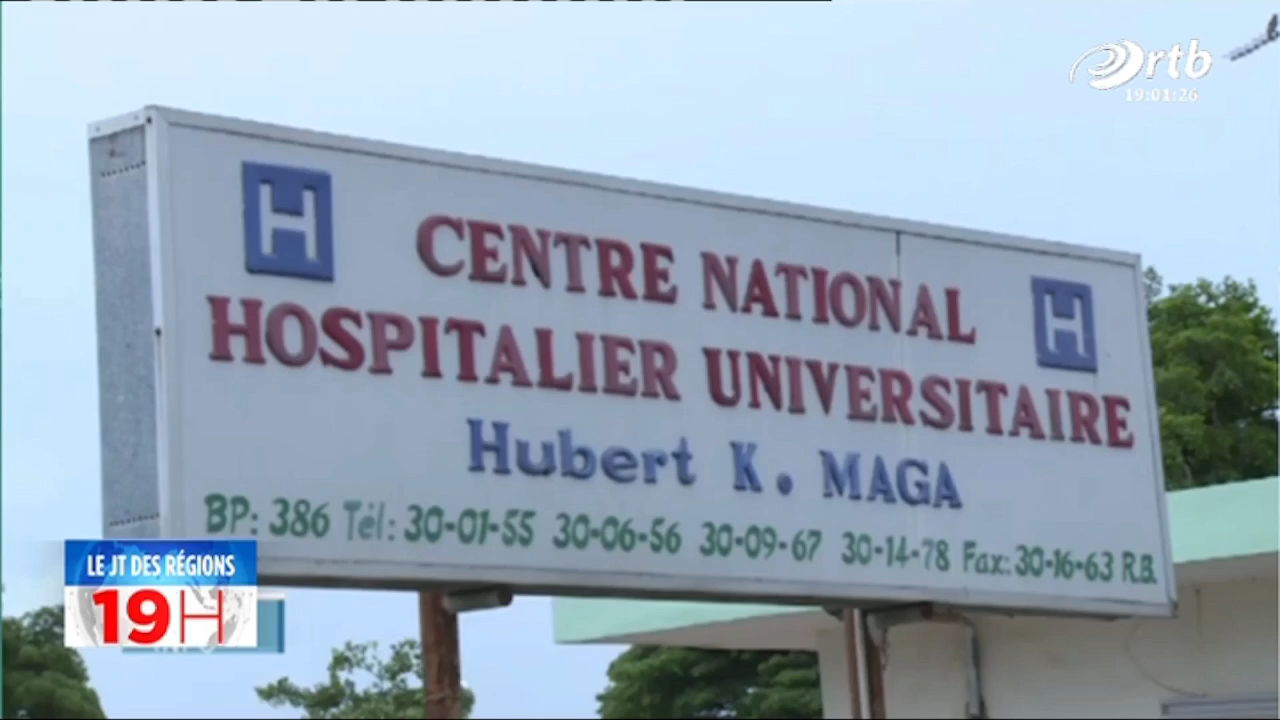 ortb
19:01:26
H
CENTRE NATIONAL
HOSPITALIER UNIVERSITAIRE
H
Hubert K. MAGA
BP: 386 Tél: 30-01-55 30-06-56 30-09-67 30-14-78 Fax: 30-16-63 R.B.
LE JT DES RÉGIONS
19H